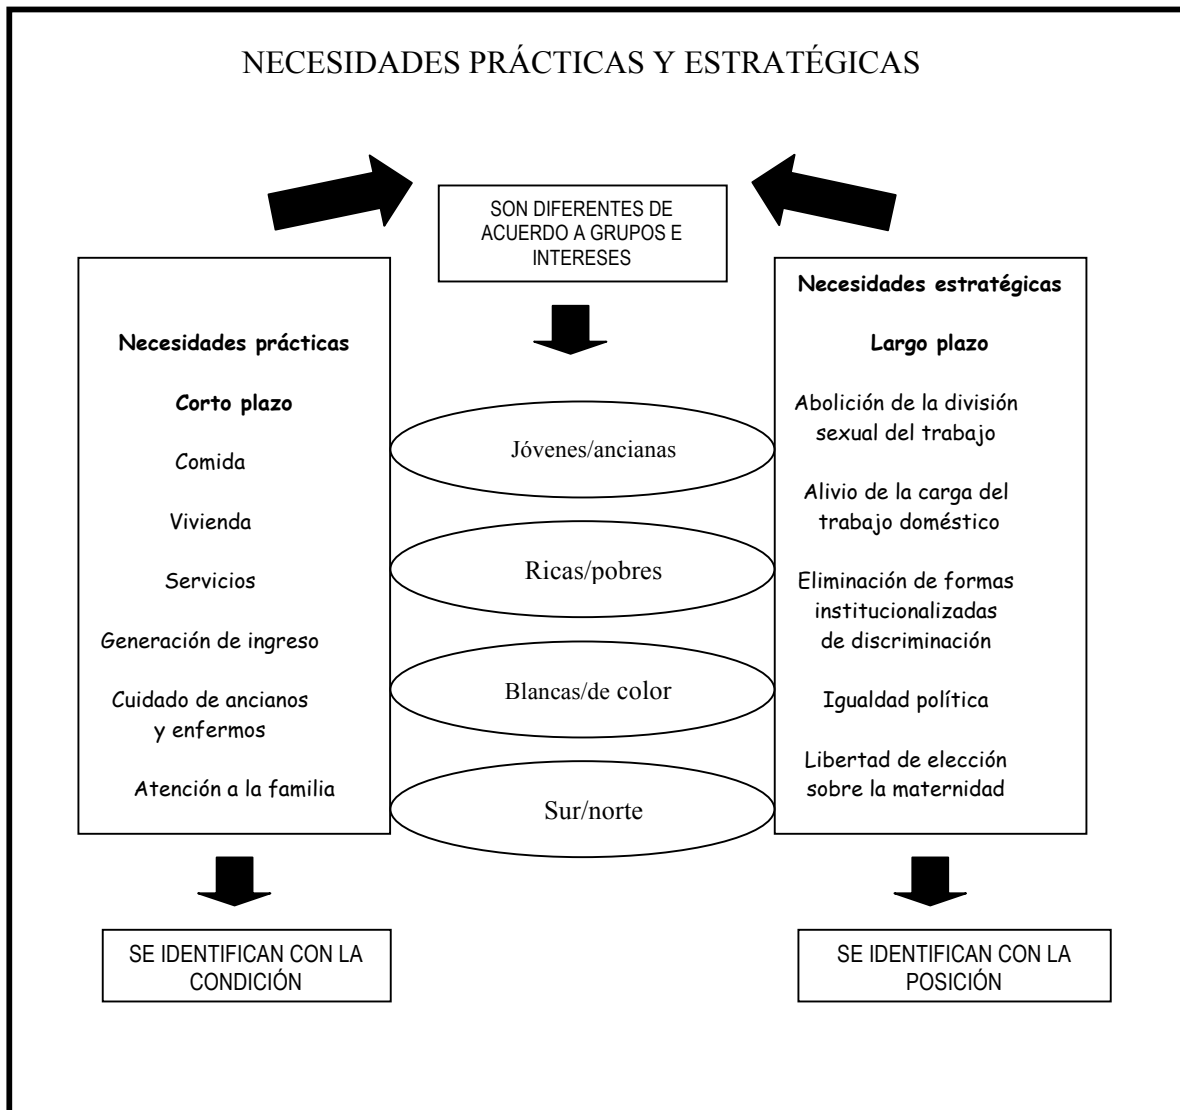 NECESIDADES PRÁCTICAS Y ESTRATÉGICAS
SON DIFERENTES DE
ACUERDO A GRUPOS E
INTERESES
Necesidades prácticas
Corto plazo
Comida
Vivienda
Servicios
Generación de ingreso
Cuidado de ancianos
y enfermos
Atención a la familia
Jóvenes/ancianas
Ricas/pobres
Blancas/de color
Sur/norte
Necesidades estratégicas
Largo plazo
Abolición de la división
sexual del trabajo
Alivio de la carga del
trabajo doméstico
Eliminación de formas
institucionalizadas
de discriminación
Igualdad política
Libertad de elección
sobre la maternidad
SE IDENTIFICAN CON LA
CONDICIÓN
SE IDENTIFICAN CON LA
POSICIÓN